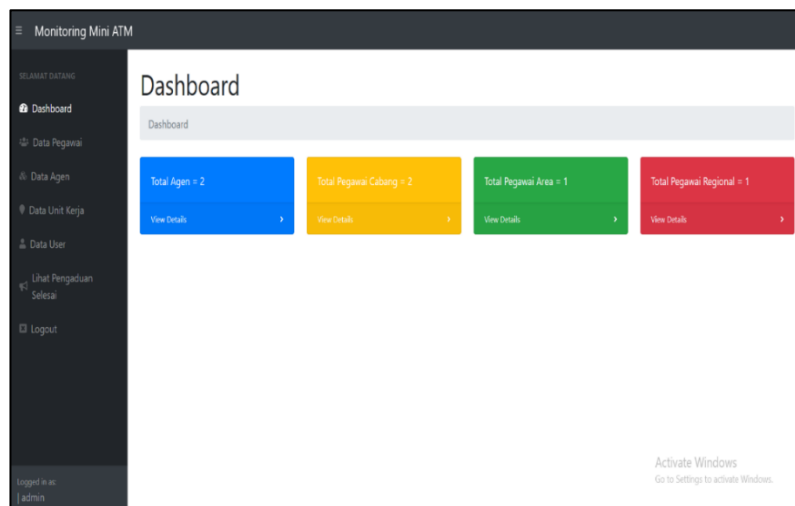 Monitoring Mini ATM
SELAMAT DATANG
Dashboard
Data Pegawai
Data Agen
Data Unit Kerja
Data User
Lihat Pengaduan
Selesai
Logout
Logged in as:
| admin
Dashboard
Dashboard
Total Agen = 2
View Details
Total Pegawai Cabang = 2
View Details
Total Pegawai Area = 1
View Details
Total Pegawai Regional = 1
View Details
Activate Windows
Go to Settings to activate Windows.